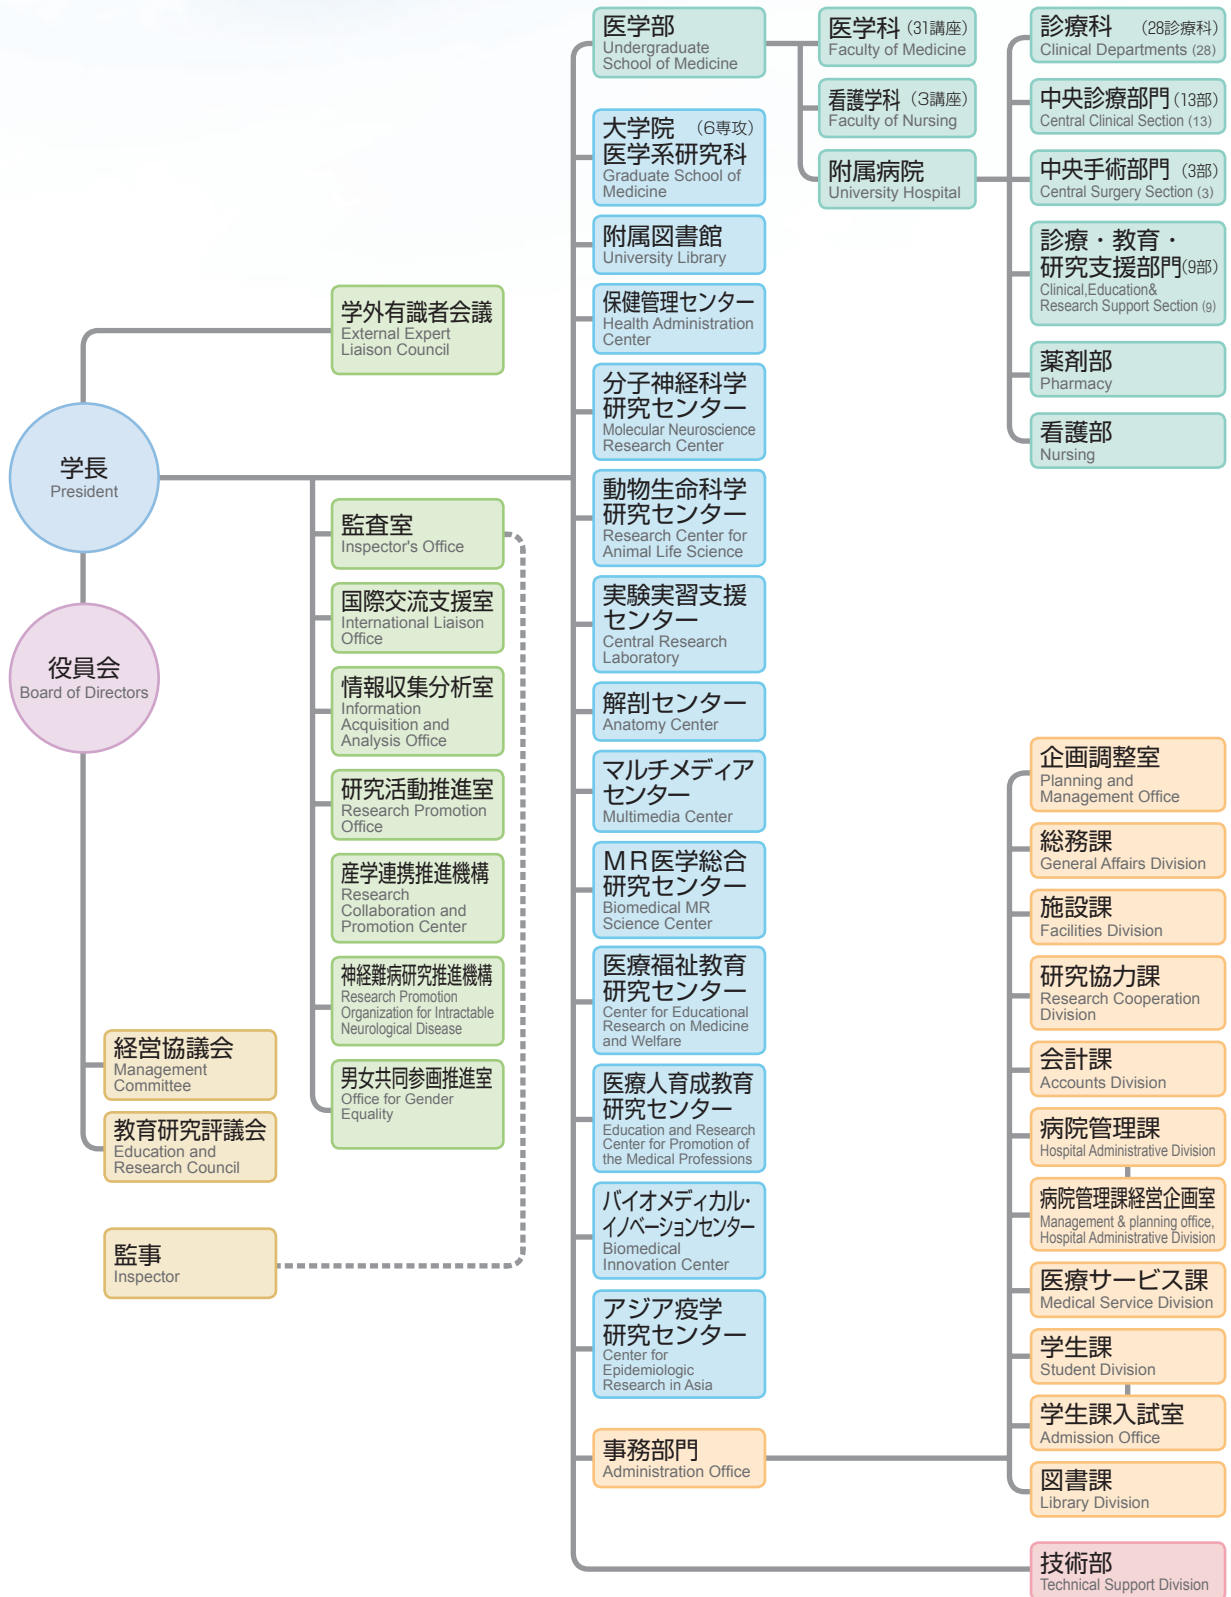 学長
President
役員会
Board of Directors
学外有識者会議
External Expert
Liaison Council
監査室
Inspector's Office
国際交流支援室
International Liaison
Office
情報収集分析室
Information
Acquisition and
Analysis Office
研究活動推進室
Research Promotion
Office
産学連携推進機構
Research
Collaboration and
Promotion Center
神経難病研究推進機構
Research Promotion
Organization for Intractable
Neurological Disease
男女共同参画推進室
Office for Gender
Equality
経営協議会
Management
Committee
教育研究評議会
Education and
Research Council
監事
Inspector
医学部
Undergraduate
School of Medicine
大学院 (6専攻)
医学系研究科
Graduate School of
Medicine
附属図書館
University Library
保健管理センター
Health Administration
Center
分子神経科学
研究センター
Molecular Neuroscience
Research Center
動物生命科学
研究センター
Research Center for
Animal Life Science
実験実習支援
センター
Central Research
Laboratory
解剖センター
Anatomy Center
マルチメディア
センター
Multimedia Center
MR医学総合
研究センター
Biomedical MR
Science Center
医療福祉教育
研究センター
Center for Educational
Research on Medicine
and Welfare
医療人育成教育
研究センター
Education and Research
Center for Promotion of
the Medical Professions
バイオメディカル・
イノベーションセンター
Biomedical
Innovation Center
アジア疫学
研究センター
Center for
Epidemiologic
Research in Asia
事務部門
Administration Office
医学科 (31講座)
Faculty of Medicine
看護学科 (3講座)
Faculty of Nursing
附属病院
University Hospital
診療科 (28診療科)
Clinical Departments (28)
中央診療部門 (13部)
Central Clinical Section (13)
中央手術部門 (3部)
Central Surgery Section (3)
診療・教育・
研究支援部門(9部)
Clinical,Education&
Research Support Section (9)
薬剤部
Pharmacy
看護部
Nursing
企画調整室
Planning and
Management Office
総務課
General Affairs Division
施設課
Facilities Division
研究協力課
Research Cooperation
Division
会計課
Accounts Division
病院管理課
Hospital Administrative Division
病院管理課経営企画室
Management & planning office,
Hospital Administrative Division
医療サービス課
Medical Service Division
学生課
Student Division
学生課入試室
Admission Office
図書課
Library Division
技術部
Technical Support Division